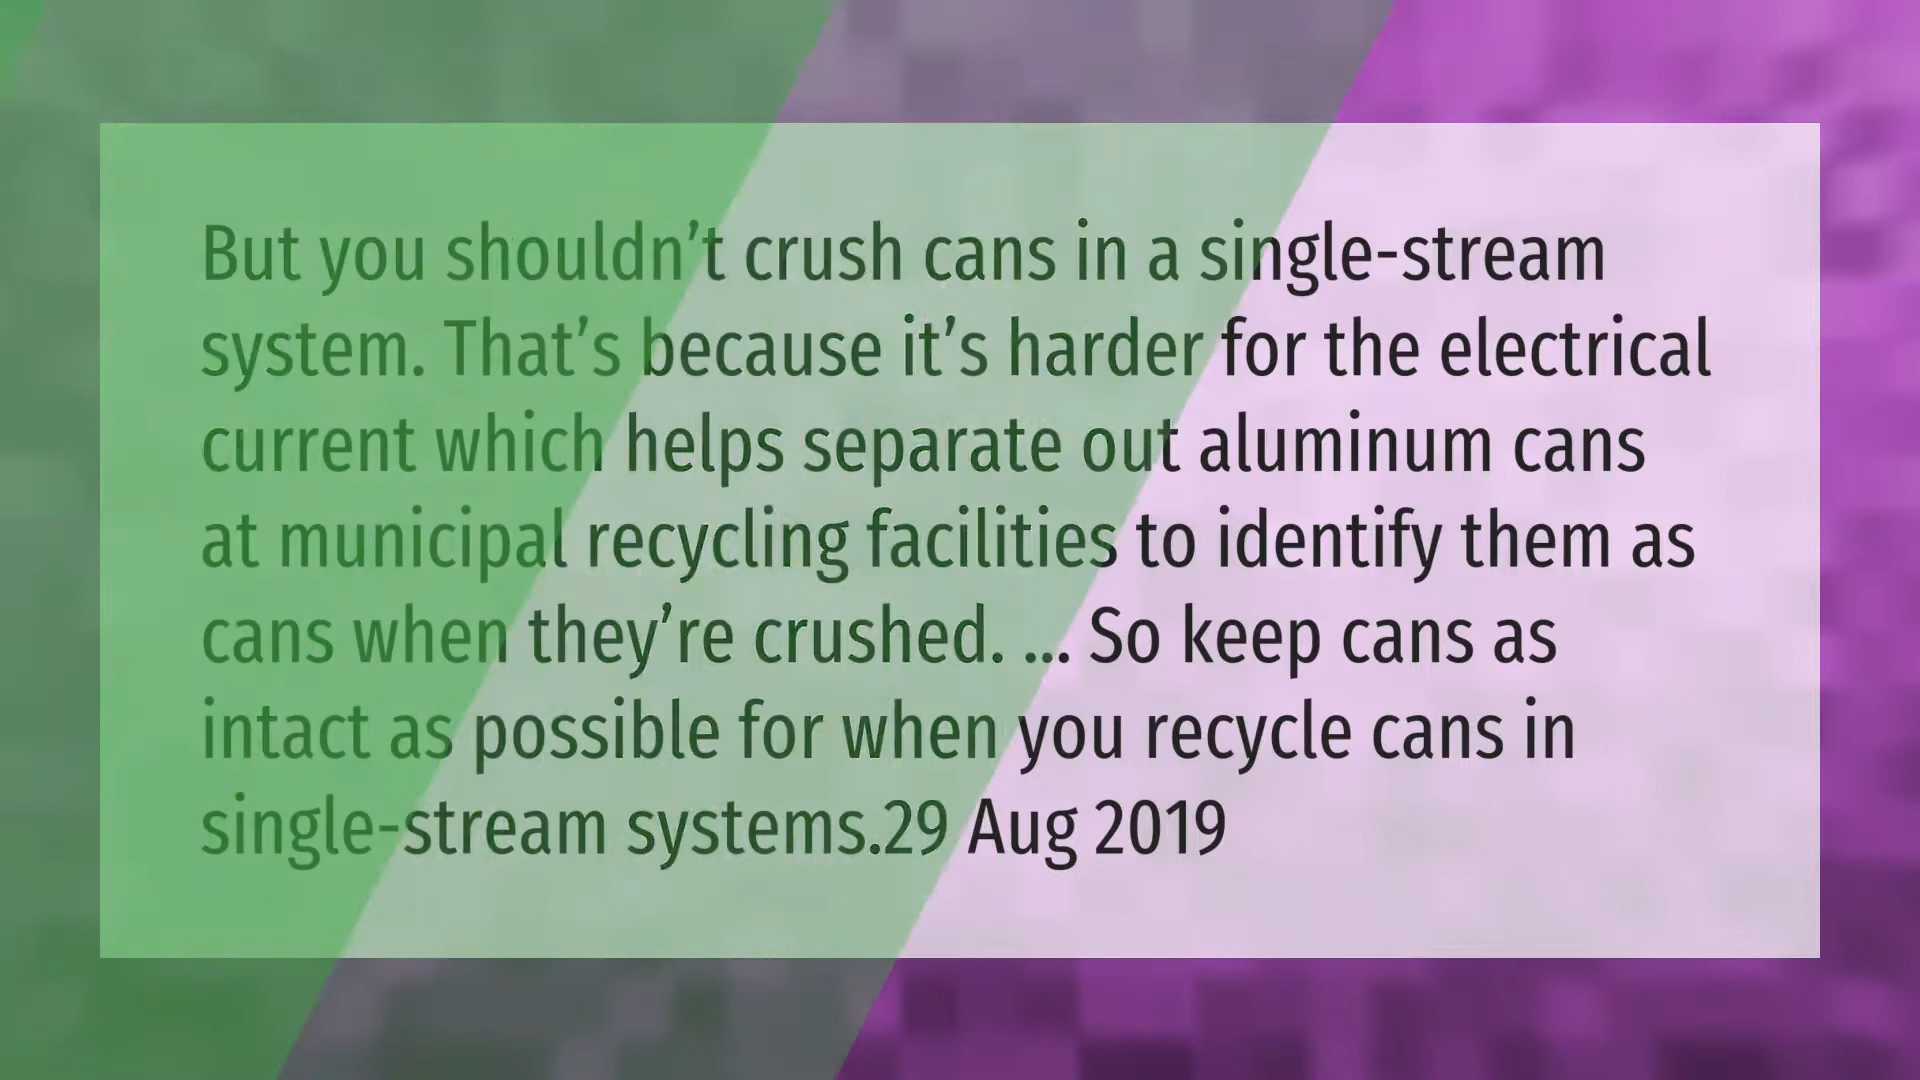 But you shouldn’t crush cans in a single-stream
system. That’s because it’s harder for the electrical
current which helps separate out aluminum cans
at municipal recycling facilities to identify them as
cans when they’re crushed. ... So keep cans as
intact as possible for when you recycle cans in
single-stream systems.29 Aug 2019